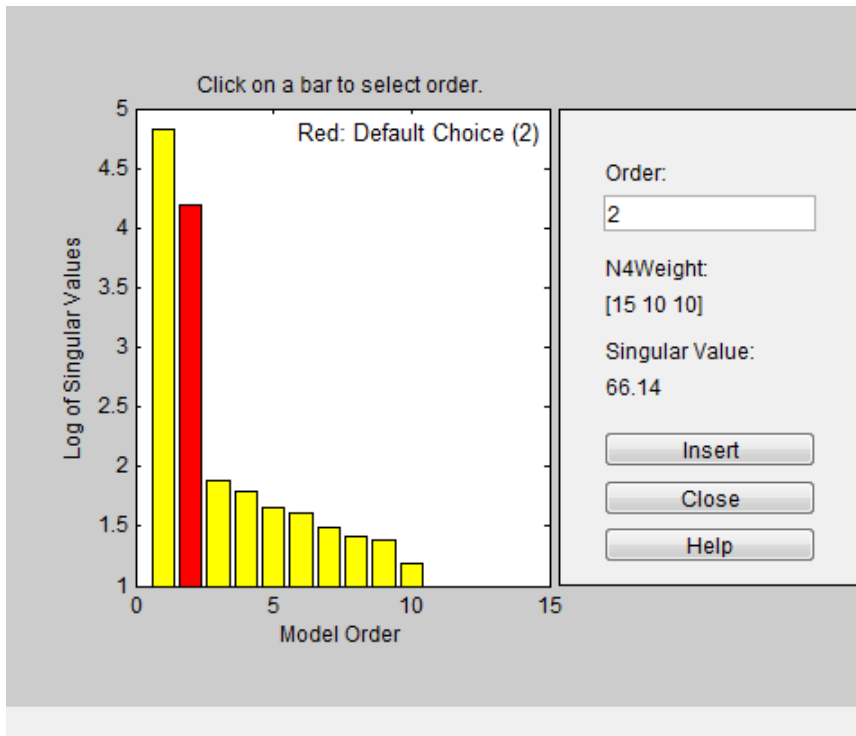 Click on a bar to select order.
Red: Default Choice (2)
5
4.5
4
3.5
3
2.5
2
1.5
1
Log of Singular Values
0
5
10
15
Model Order
Order:
2
N4Weight:
[15 10 10]
Singular Value:
66.14
Insert
Close
Help